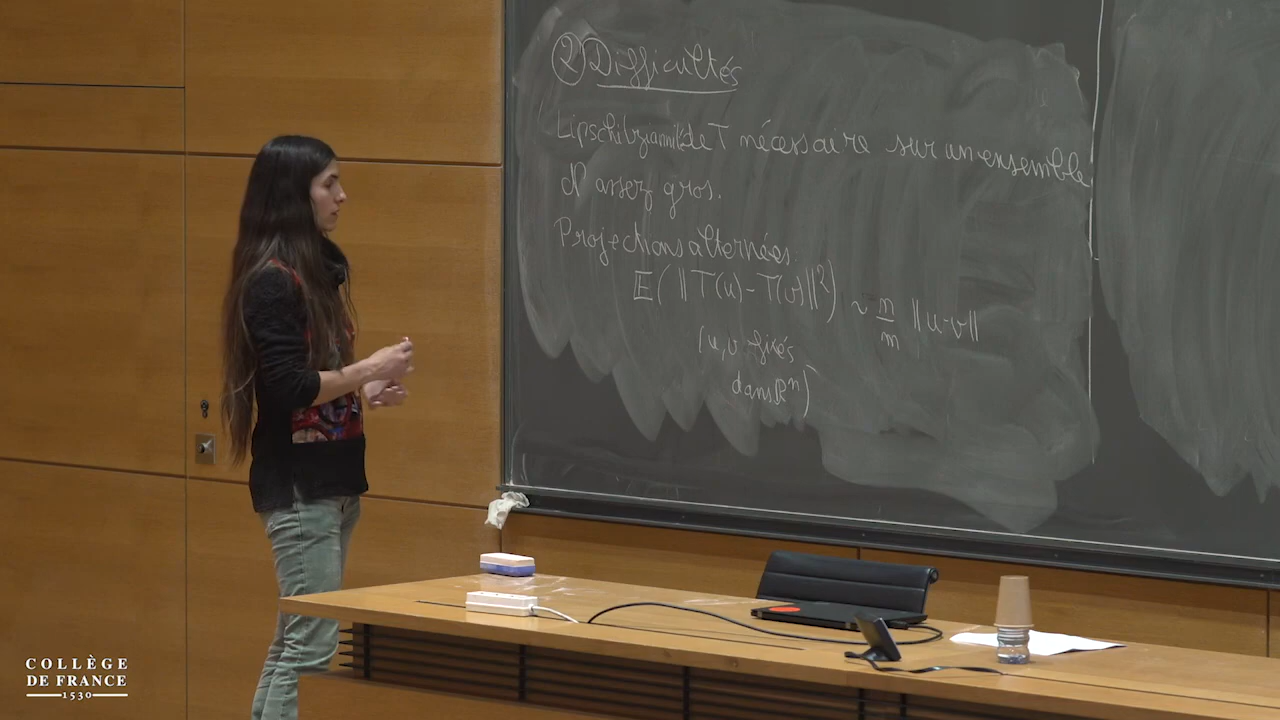 ② Difficultés
Lipschitzianité de T nécessaire sur un ensemble
N assez gros.
Projections alternées:
𝔼(||T(u)-T(v)||²) ~ n/m ||u-v||
(u,v fixés
dans ℝⁿ)
COLLÈGE
DE FRANCE
1530